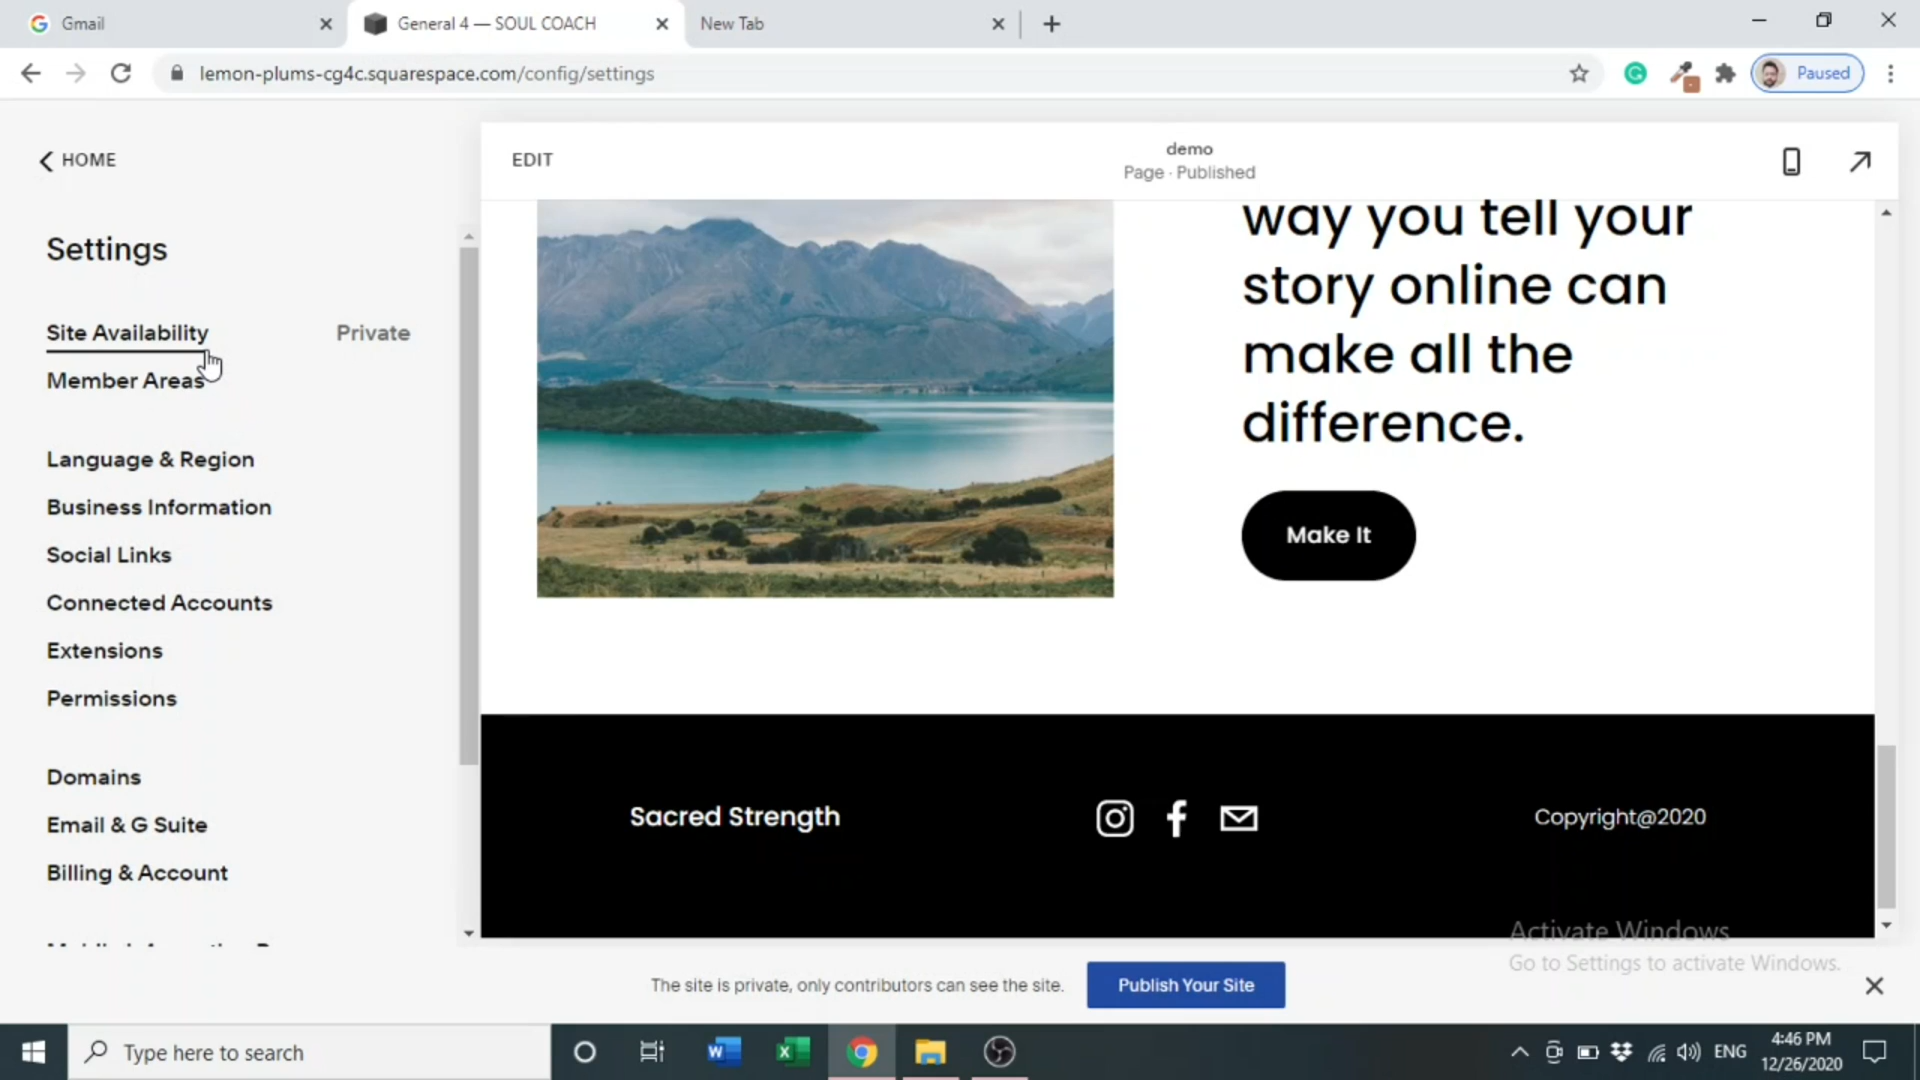 Gmail
General 4 — SOUL COACH
New Tab
lemon-plums-cg4c.squarespace.com/config/settings
Paused
HOME
EDIT
demo
Page · Published
Settings
Site Availability
Private
Member Areas
Language & Region
Business Information
Social Links
Connected Accounts
Extensions
Permissions
Domains
Email & G Suite
Billing & Account
way you tell your
story online can
make all the
difference.
Make It
Sacred Strength
Copyright@2020
Activate Windows
Go to Settings to activate Windows.
The site is private, only contributors can see the site.
Publish Your Site
Type here to search
ENG
4:46 PM
12/26/2020